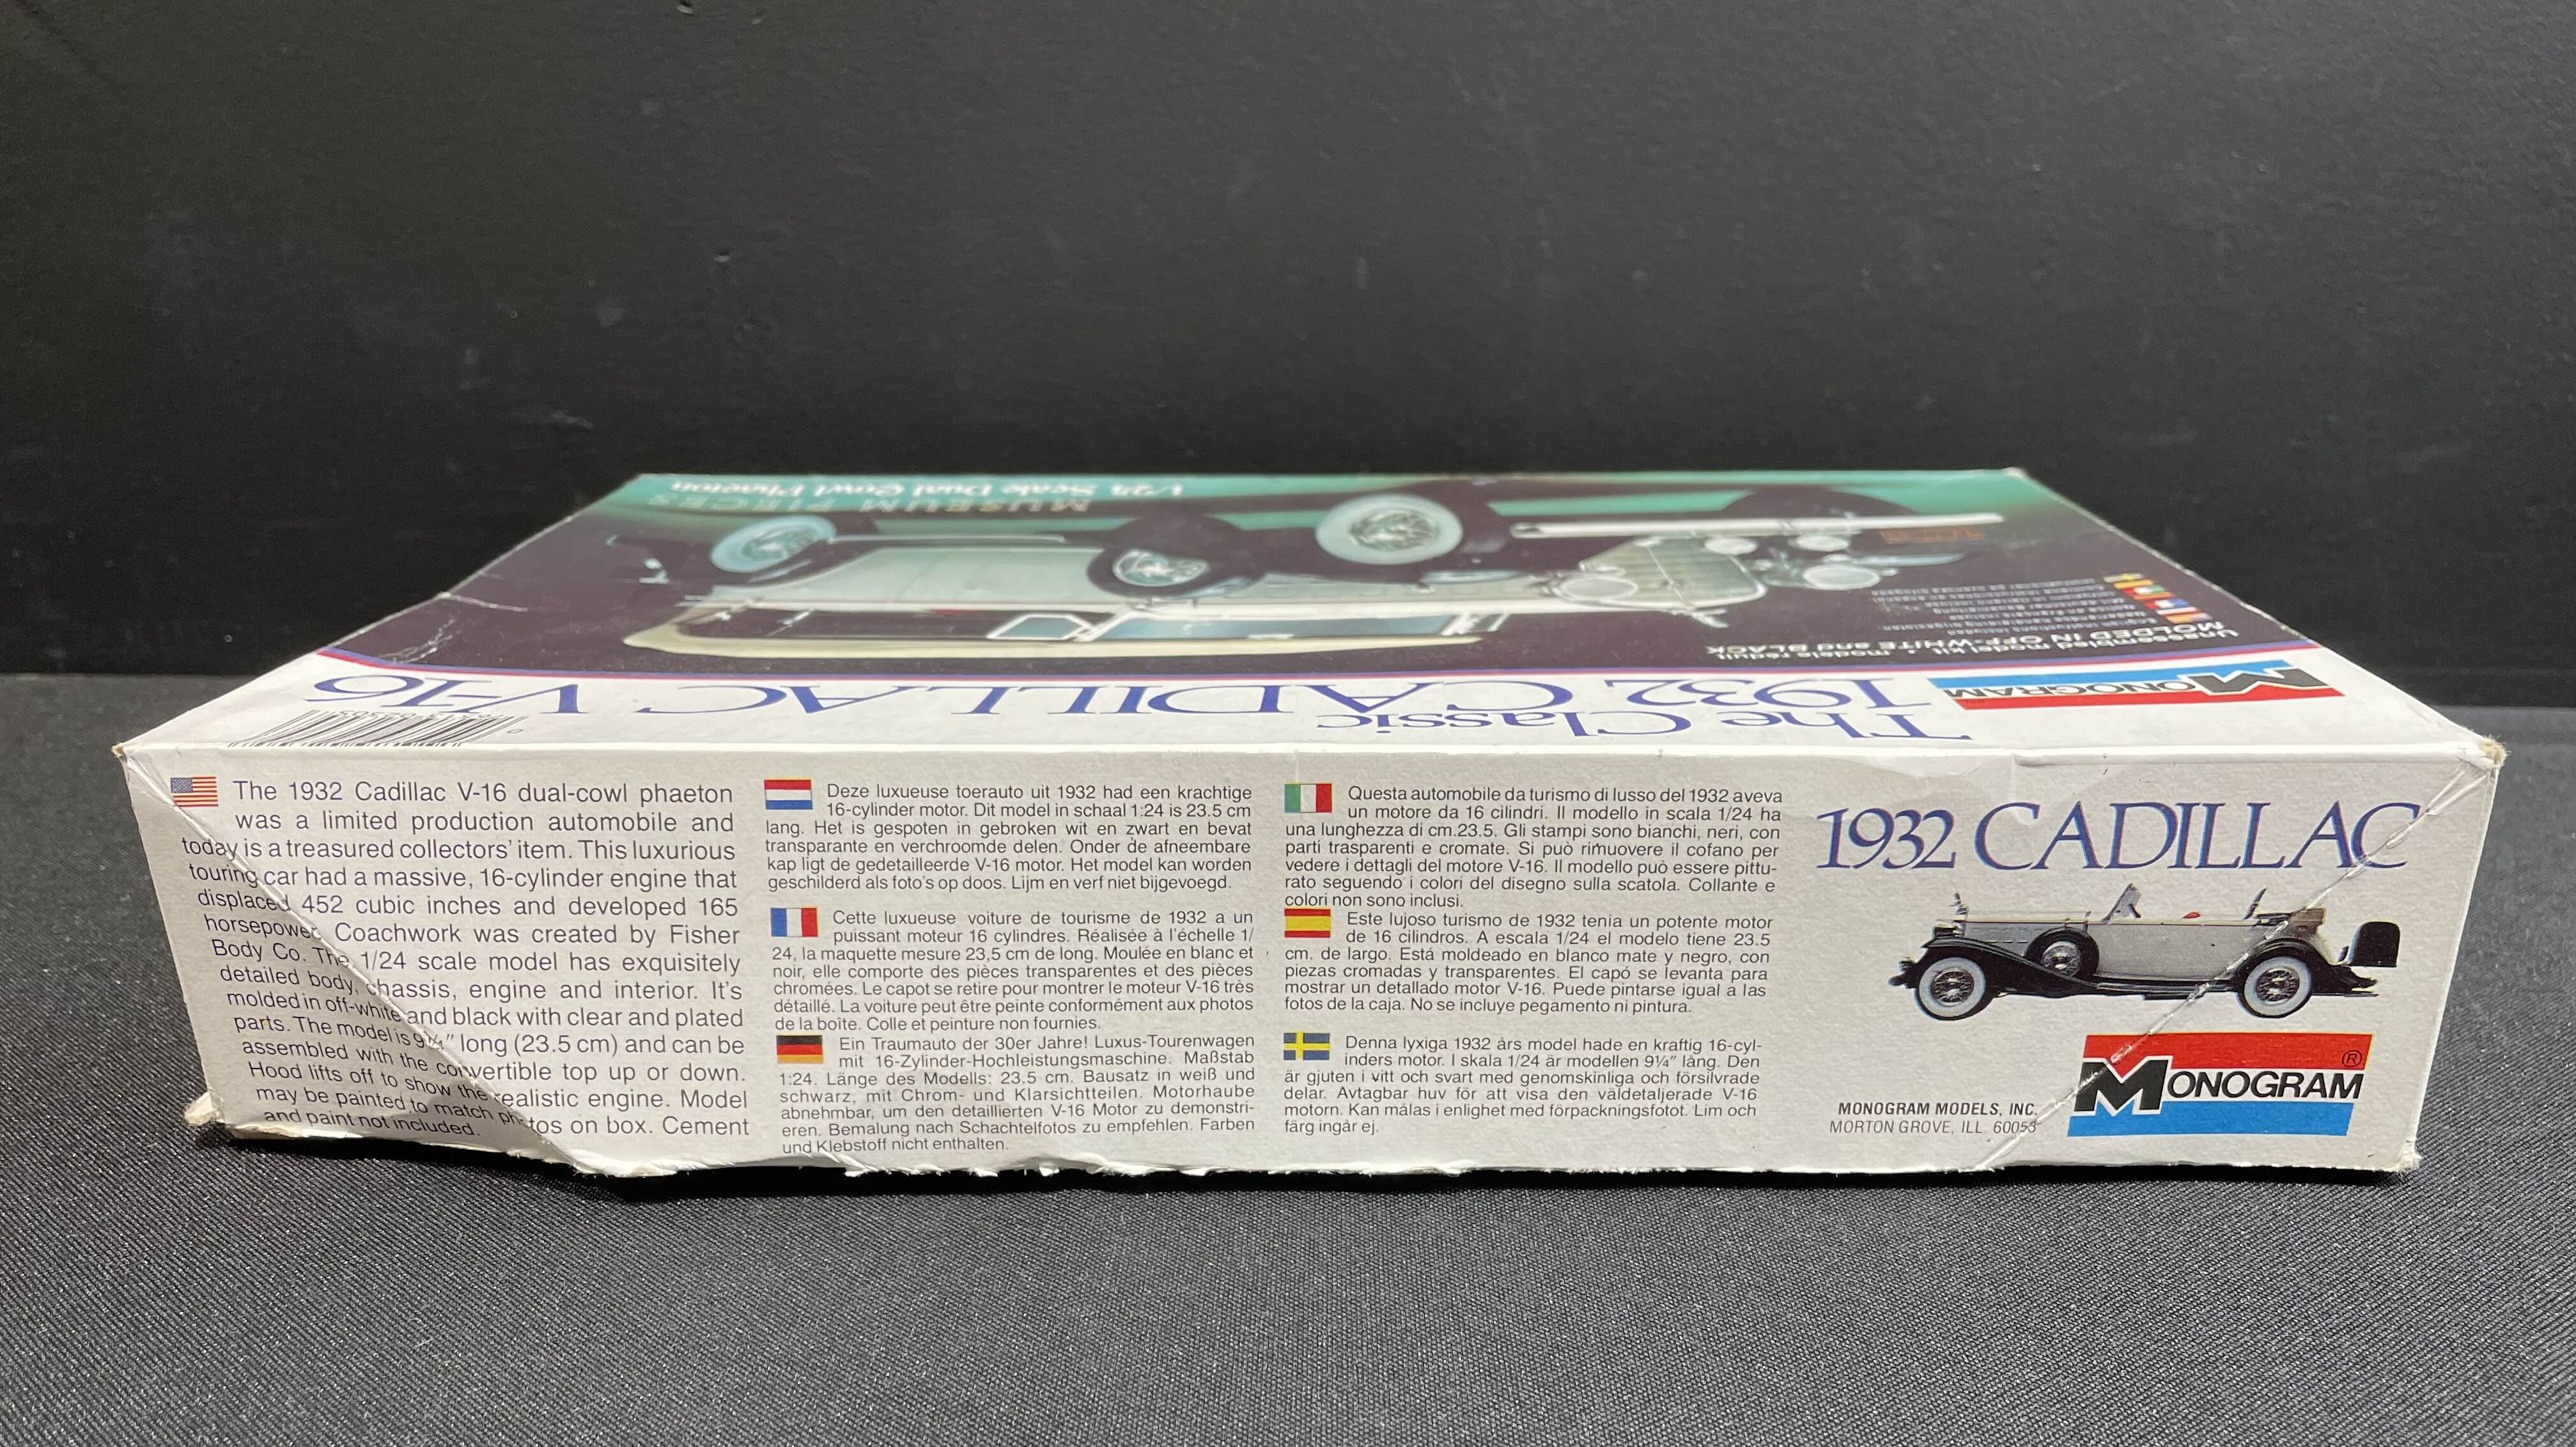 MUSEUM PIECES
1/24 Scale Dual Cowl Phaeton
Unassembled model kit • modele réduit
MOLDED IN OFF-WHITE and BLACK
MONOGRAM
The Classic
1932 CADILLAC V-16
The 1932 Cadillac V-16 dual-cowl phaeton
was a limited production automobile and
today is a treasured collectors' item. This luxurious
touring car had a massive, 16-cylinder engine that
displaced 452 cubic inches and developed 165
horsepower. Coachwork was created by Fisher
Body Co. The 1/24 scale model has exquisitely
detailed body, chassis, engine and interior. It's
molded in off-white and black with clear and plated
parts. The model is 9¼" long (23.5 cm) and can be
assembled with the convertible top up or down.
Hood lifts off to show the realistic engine. Model
may be painted to match photos on box. Cement
and paint not included.
Deze luxueuse toerauto uit 1932 had een krachtige
16-cylinder motor. Dit model in schaal 1:24 is 23.5 cm
lang. Het is gespoten in gebroken wit en zwart en bevat
transparante en verchroomde delen. Onder de afneembare
kap ligt de gedetailleerde V-16 motor. Het model kan worden
geschilderd als foto's op doos. Lijm en verf niet bijgevoegd.
Cette luxueuse voiture de tourisme de 1932 a un
puissant moteur 16 cylindres. Réalisée à l'échelle 1/
24, la maquette mesure 23,5 cm de long. Moulée en blanc et
noir, elle comporte des pièces transparentes et des pièces
chromées. Le capot se retire pour montrer le moteur V-16 très
détaillé. La voiture peut être peinte conformément aux photos
de la boîte. Colle et peinture non fournies.
Ein Traumauto der 30er Jahre! Luxus-Tourenwagen
mit 16-Zylinder-Hochleistungsmaschine. Maßstab
1:24. Länge des Modells: 23.5 cm. Bausatz in weiß und
schwarz, mit Chrom- und Klarsichtteilen. Motorhaube
abnehmbar, um den detaillierten V-16 Motor zu demonstri-
eren. Bemalung nach Schachtelfotos zu empfehlen. Farben
und Klebstoff nicht enthalten.
Questa automobile da turismo di lusso del 1932 aveva
un motore da 16 cilindri. Il modello in scala 1/24 ha
una lunghezza di cm.23.5. Gli stampi sono bianchi, neri, con
parti trasparenti e cromate. Si può rimuovere il cofano per
vedere i dettagli del motore V-16. Il modello può essere pittu-
rato seguendo i colori del disegno sulla scatola. Collante e
colori non sono inclusi.
Este lujoso turismo de 1932 tenía un potente motor
de 16 cilindros. A escala 1/24 el modelo tiene 23.5
cm. de largo. Está moldeado en blanco mate y negro, con
piezas cromadas y transparentes. El capó se levanta para
mostrar un detallado motor V-16. Puede pintarse igual a las
fotos de la caja. No se incluye pegamento ni pintura.
Denna lyxiga 1932 års model hade en kraftig 16-cyl-
inders motor. I skala 1/24 är modellen 9¼" lång. Den
är gjuten i vitt och svart med genomskinliga och försilvrade
delar. Avtagbar huv för att visa den väldetaljerade V-16
motorn. Kan målas i enlighet med förpackningsfotot. Lim och
färg ingår ej.
1932 CADILLAC
MONOGRAM MODELS, INC.
MORTON GROVE, ILL. 60053
MONOGRAM®